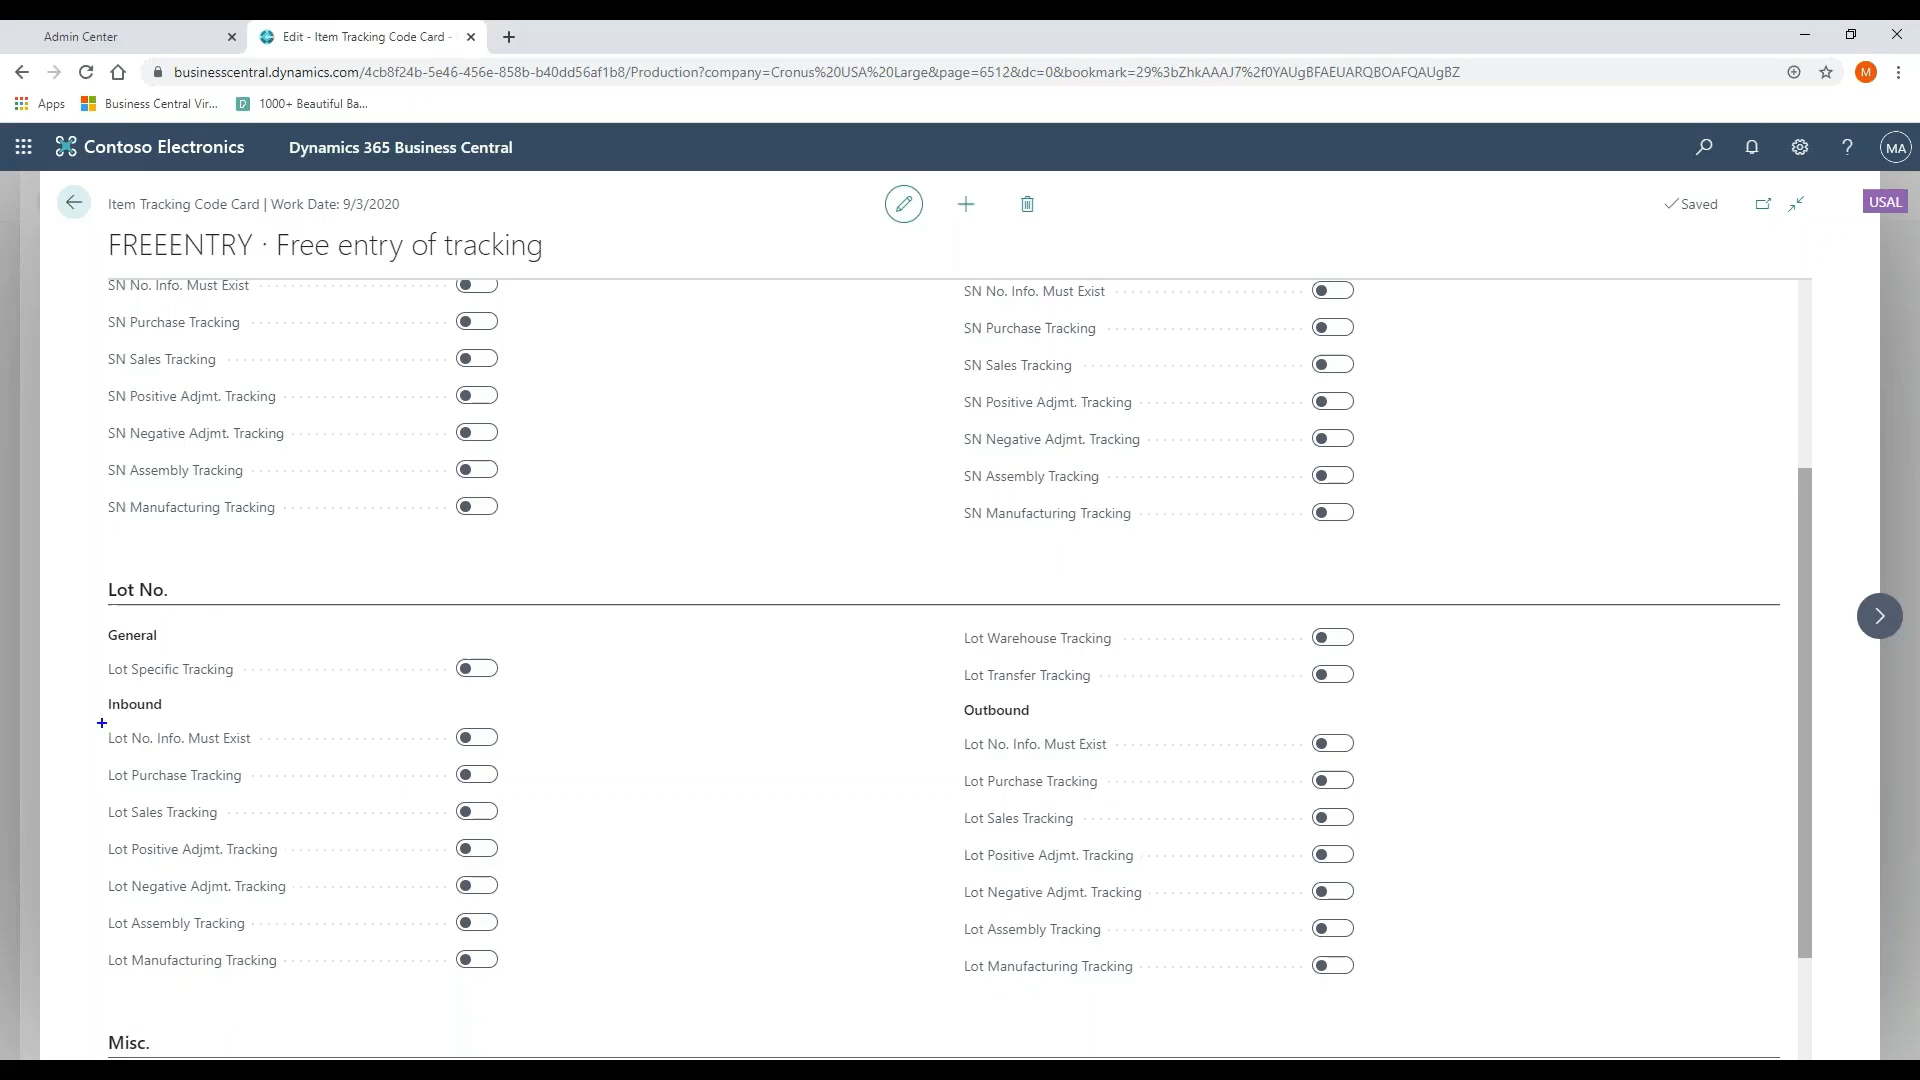 Admin Center
Edit - Item Tracking Code Card -
businesscentral.dynamics.com/4cb8f24b-5e46-456e-858b-b40dd56af1b8/Production?company=Cronus%20USA%20Large&page=6512&dc=0&bookmark=29%3bZhkAAAJ7%2f0YAUgBFAEUARQBOAFQAUgBZ
M
Apps
Business Central Vir...
D
1000+ Beautiful Ba...
Contoso Electronics
Dynamics 365 Business Central
?
MA
Item Tracking Code Card | Work Date: 9/3/2020
Saved
USAL
FREEENTRY · Free entry of tracking
SN No. Info. Must Exist
SN Purchase Tracking
SN Sales Tracking
SN Positive Adjmt. Tracking
SN Negative Adjmt. Tracking
SN Assembly Tracking
SN Manufacturing Tracking
SN No. Info. Must Exist
SN Purchase Tracking
SN Sales Tracking
SN Positive Adjmt. Tracking
SN Negative Adjmt. Tracking
SN Assembly Tracking
SN Manufacturing Tracking
Lot No.
General
Lot Specific Tracking
Inbound
Lot No. Info. Must Exist
Lot Purchase Tracking
Lot Sales Tracking
Lot Positive Adjmt. Tracking
Lot Negative Adjmt. Tracking
Lot Assembly Tracking
Lot Manufacturing Tracking
Lot Warehouse Tracking
Lot Transfer Tracking
Outbound
Lot No. Info. Must Exist
Lot Purchase Tracking
Lot Sales Tracking
Lot Positive Adjmt. Tracking
Lot Negative Adjmt. Tracking
Lot Assembly Tracking
Lot Manufacturing Tracking
Misc.